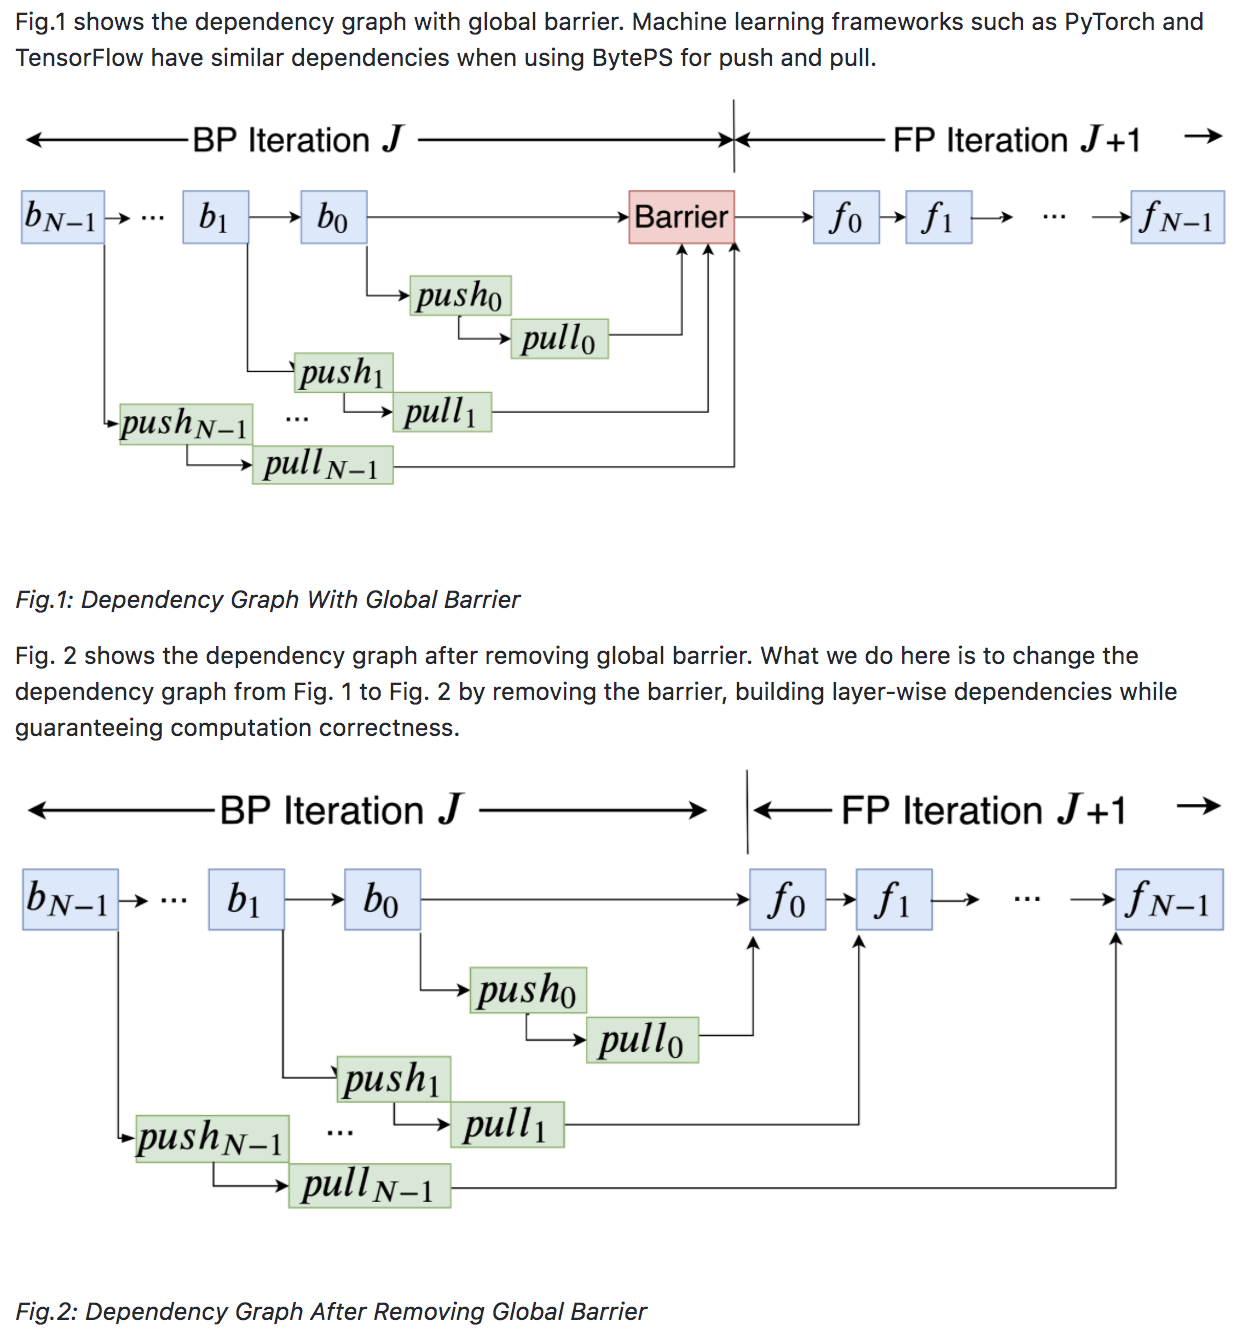 Fig.1 shows the dependency graph with global barrier. Machine learning frameworks such as PyTorch and
TensorFlow have similar dependencies when using BytePS for push and pull.
BP Iteration J
FP Iteration J+1
b_{N−1} ... b_1 b_0 Barrier f_0 f_1 ... f_{N−1}
push_0
pull_0
push_1
... pull_1
push_{N−1}
pull_{N−1}
Fig.1: Dependency Graph With Global Barrier
Fig. 2 shows the dependency graph after removing global barrier. What we do here is to change the
dependency graph from Fig. 1 to Fig. 2 by removing the barrier, building layer-wise dependencies while
guaranteeing computation correctness.
BP Iteration J
FP Iteration J+1
b_{N−1} ... b_1 b_0 f_0 f_1 ... f_{N−1}
push_0
pull_0
push_1
... pull_1
push_{N−1}
pull_{N−1}
Fig.2: Dependency Graph After Removing Global Barrier